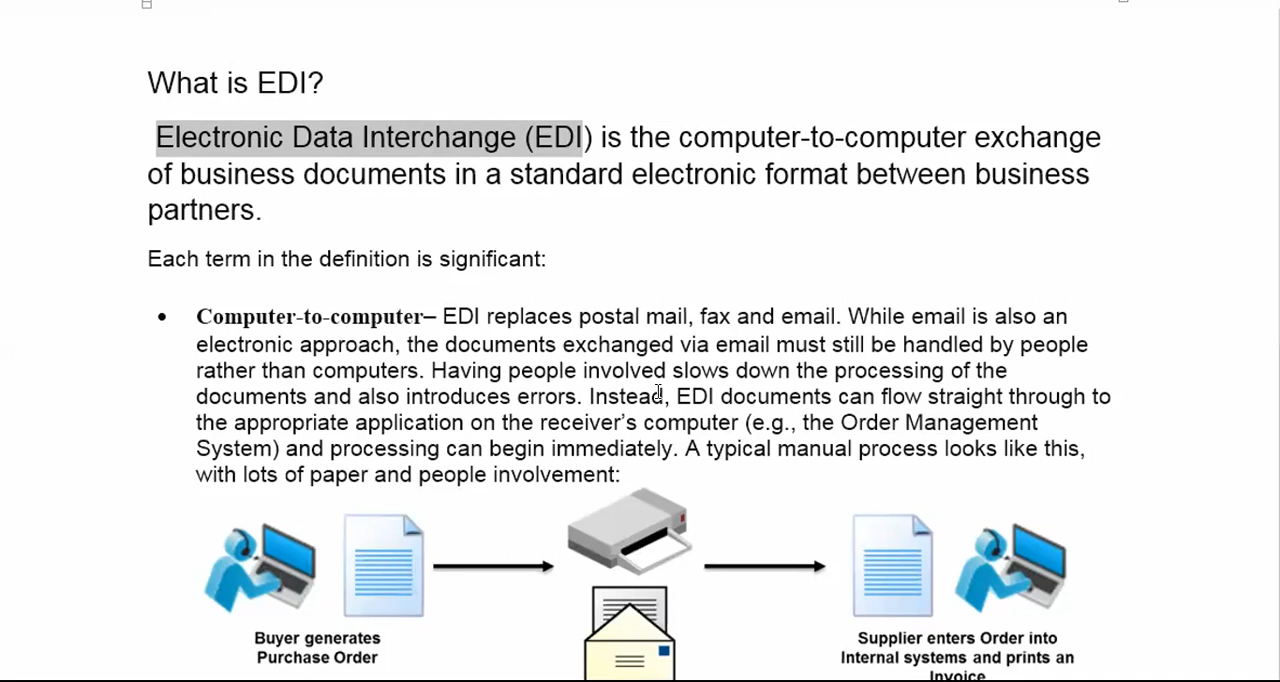 What is EDI?
Electronic Data Interchange (EDI) is the computer-to-computer exchange
of business documents in a standard electronic format between business
partners.
Each term in the definition is significant:
• Computer-to-computer– EDI replaces postal mail, fax and email. While email is also an
electronic approach, the documents exchanged via email must still be handled by people
rather than computers. Having people involved slows down the processing of the
documents and also introduces errors. Instead, EDI documents can flow straight through to
the appropriate application on the receiver’s computer (e.g., the Order Management
System) and processing can begin immediately. A typical manual process looks like this,
with lots of paper and people involvement:
Buyer generates
Purchase Order
Supplier enters Order into
Internal systems and prints an
Invoice